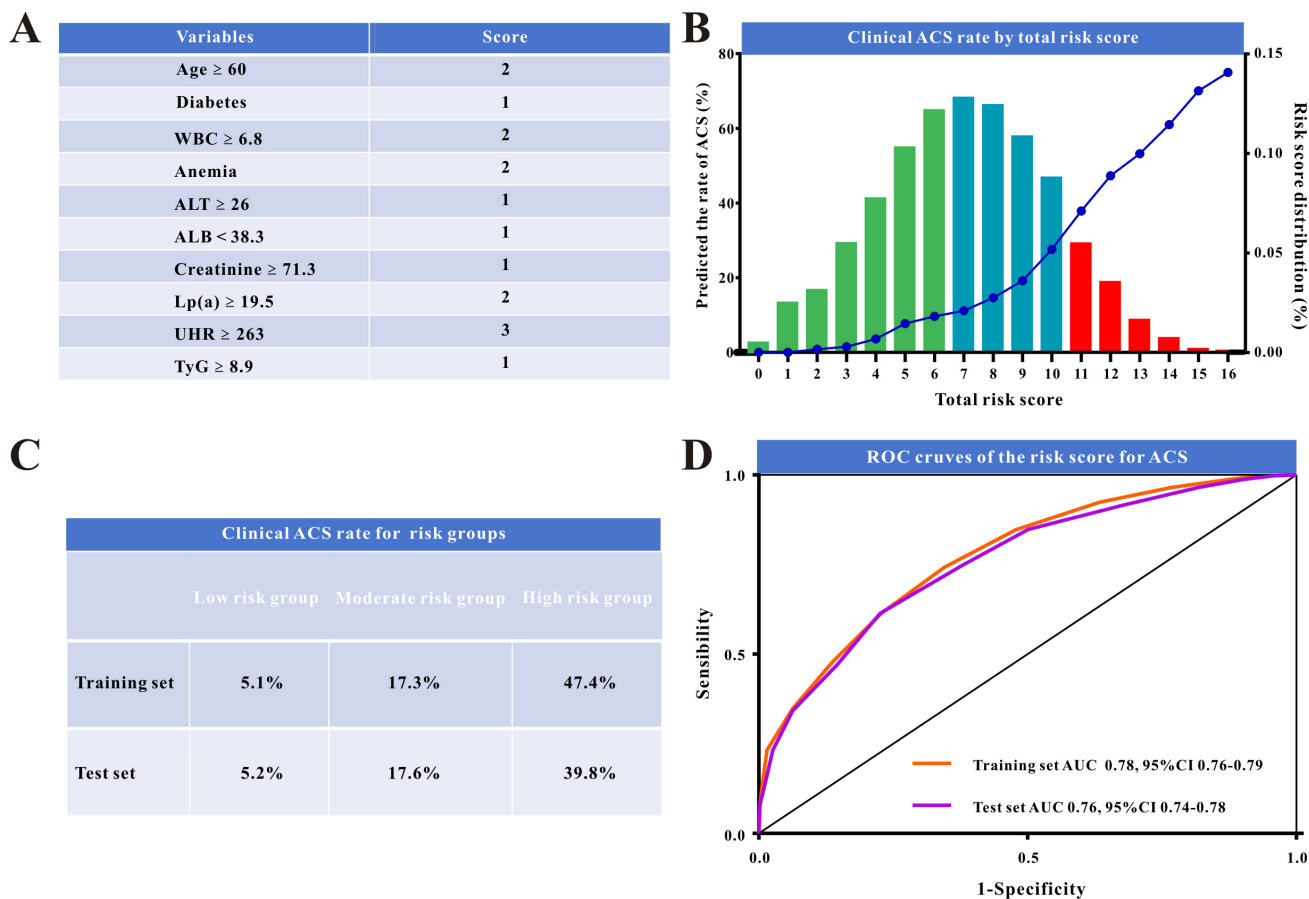 A
Variables Score
Age ≥ 60 2
Diabetes 1
WBC ≥ 6.8 2
Anemia 2
ALT ≥ 26 1
ALB < 38.3 1
Creatinine ≥ 71.3 1
Lp(a) ≥ 19.5 2
UHR ≥ 263 3
TyG ≥ 8.9 1
B
Clinical ACS rate by total risk score
Predicted the rate of ACS (%)
80
60
40
20
0
0.15
0.10
0.05
0.00
Risk score distribution (%)
0 1 2 3 4 5 6 7 8 9 10 11 12 13 14 15 16
Total risk score
C
Clinical ACS rate for risk groups
Low risk group Moderate risk group High risk group
Training set 5.1% 17.3% 47.4%
Test set 5.2% 17.6% 39.8%
D
ROC cruves of the risk score for ACS
Sensibility
1.0
0.5
0.0
Training set AUC 0.78, 95%CI 0.76-0.79
Test set AUC 0.76, 95%CI 0.74-0.78
0.0 0.5 1.0
1-Specificity